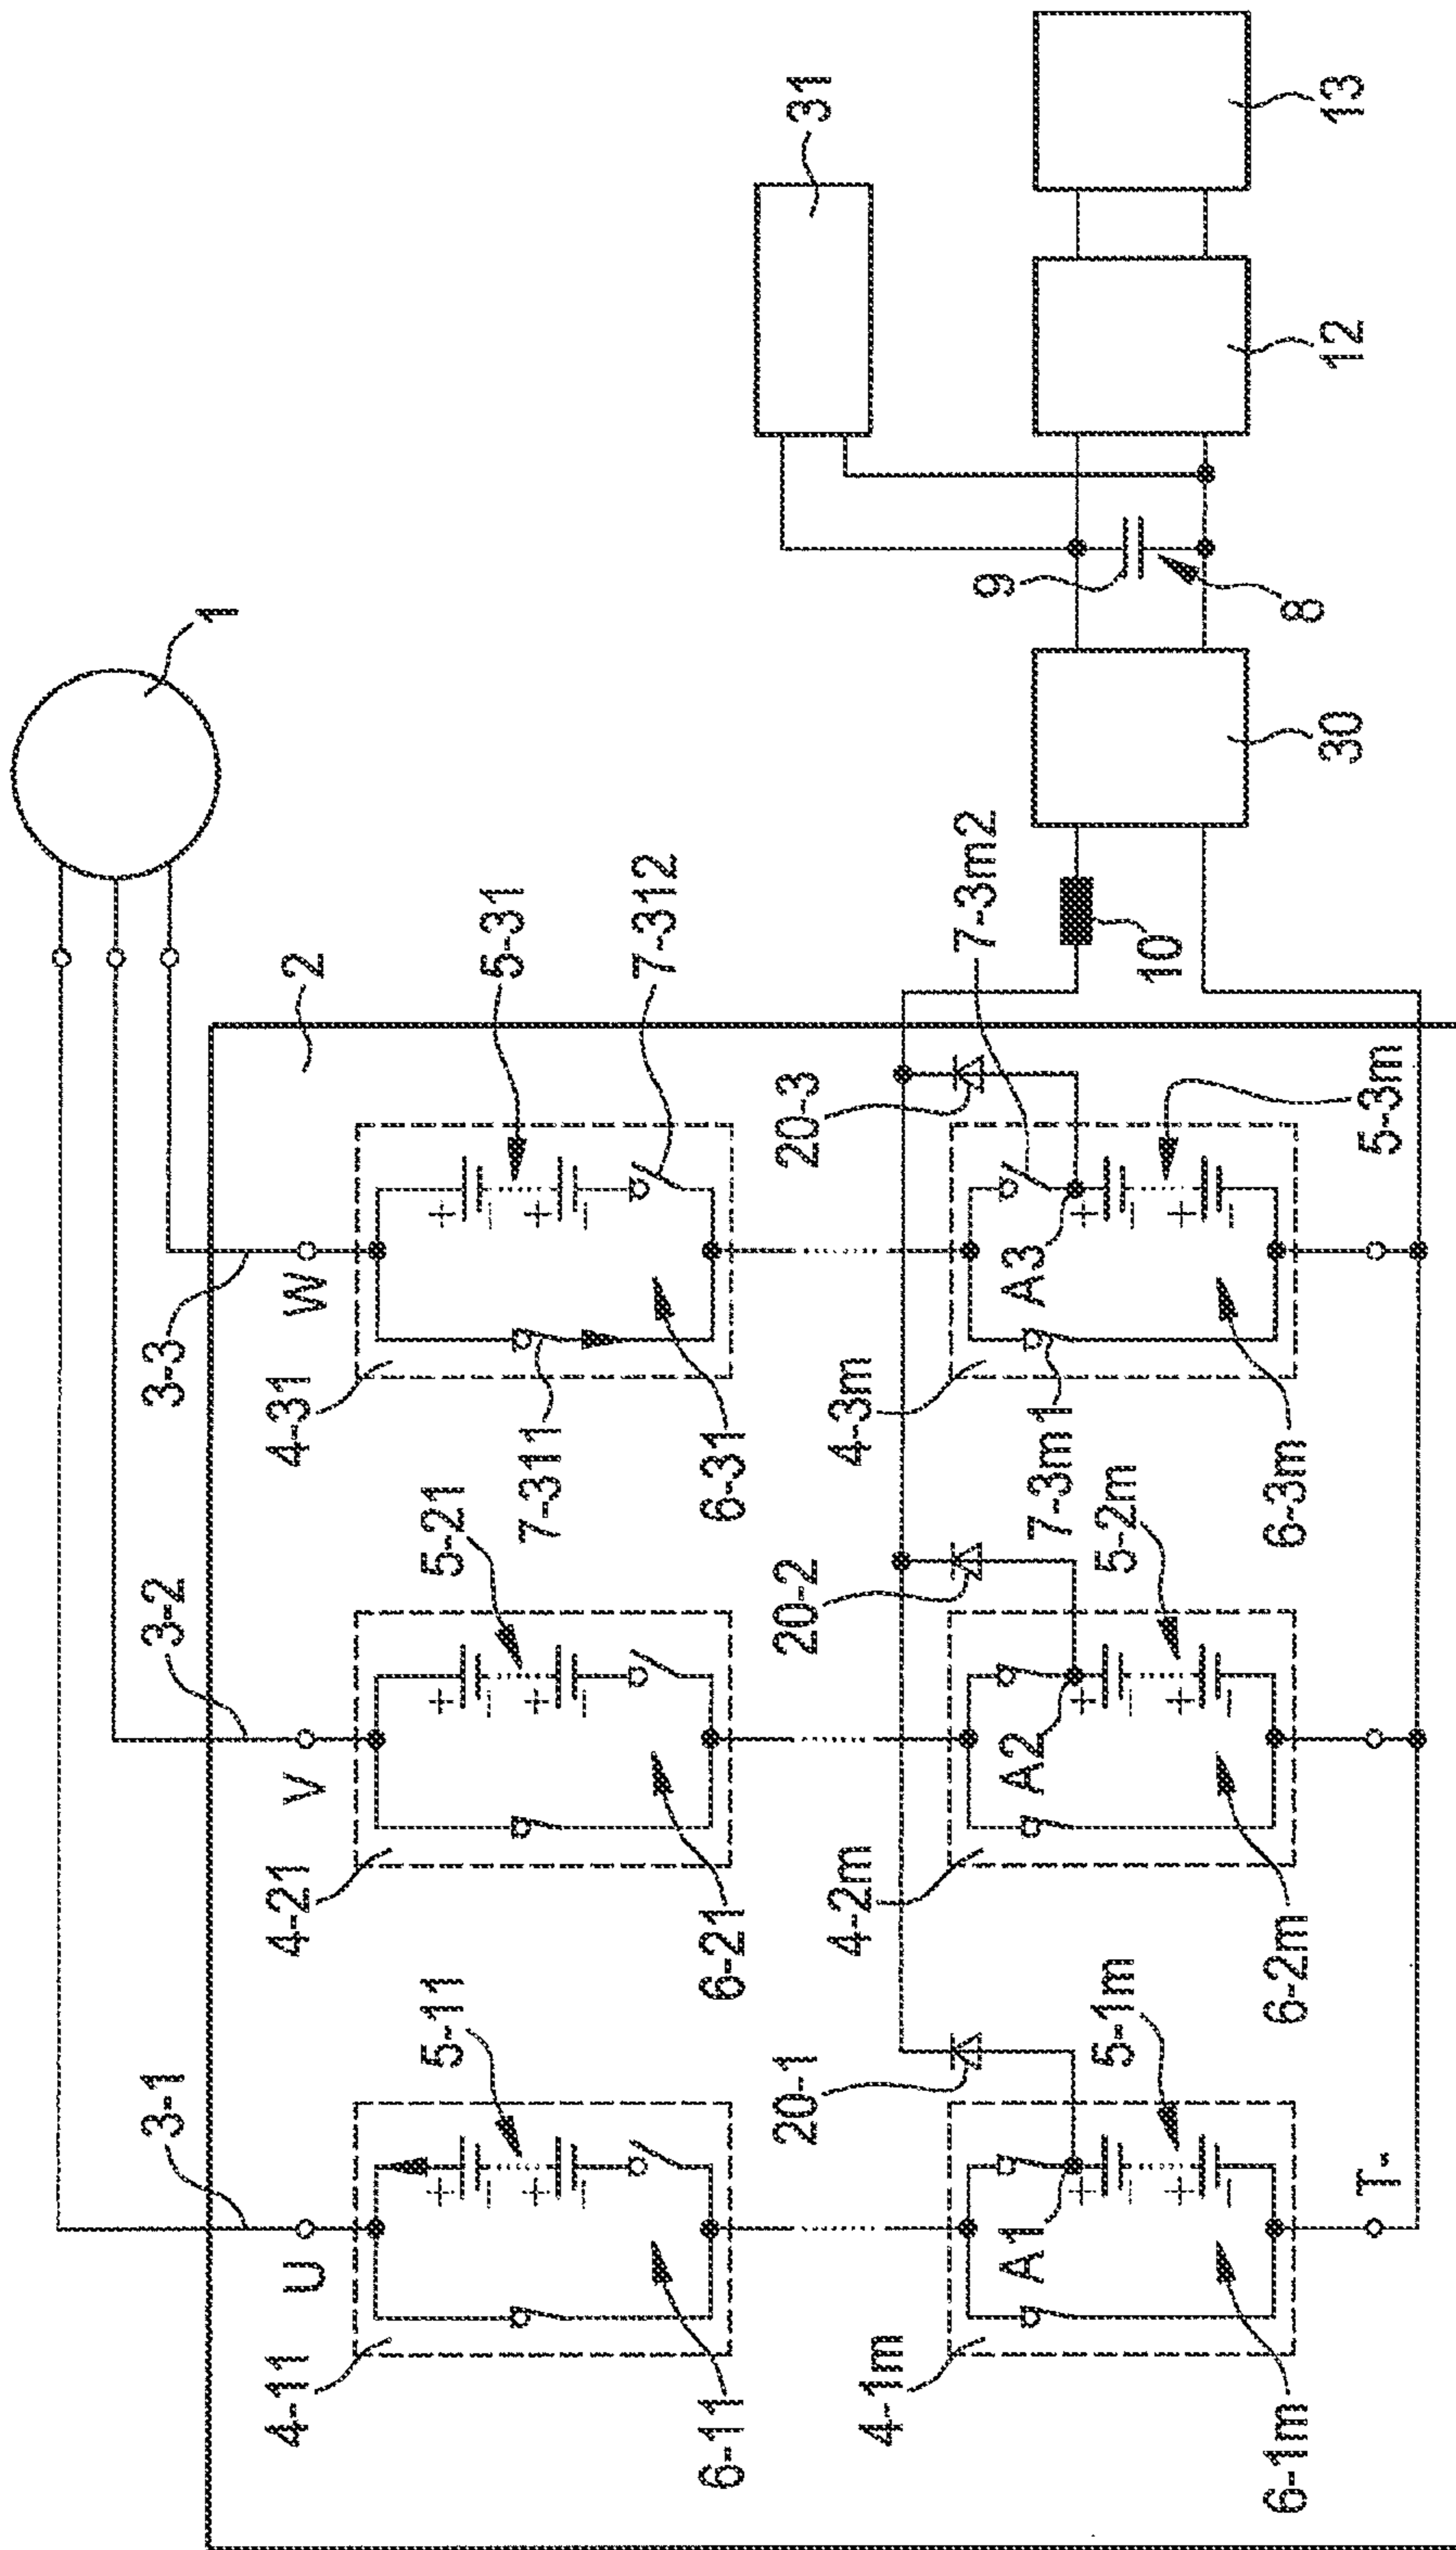 1
31
13
12
9
8
30
10
2
3-3
3-2
3-1
W
V
U
5-31
7-312
4-31
7-311
6-31
5-21
4-21
6-21
5-11
4-11
6-11
20-3
7-3m2
A3
4-3m
7-3m1
5-3m
6-3m
20-2
A2
4-2m
5-2m
6-2m
20-1
A1
4-1m
5-1m
6-1m
T-
+ - + -
+ - + -
+ - + -
+ - + -
+ - + -
+ - + -